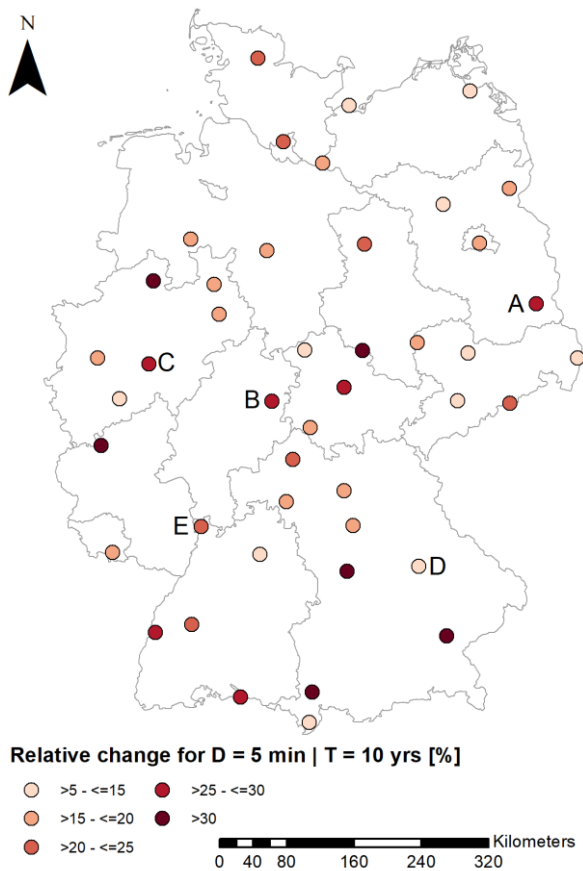 N
A
C
B
E
D
Relative change for D = 5 min | T = 10 yrs [%]
>5 - <=15 >25 - <=30
>15 - <=20 >30
>20 - <=25
Kilometers
0 20 40 80 160 240 320